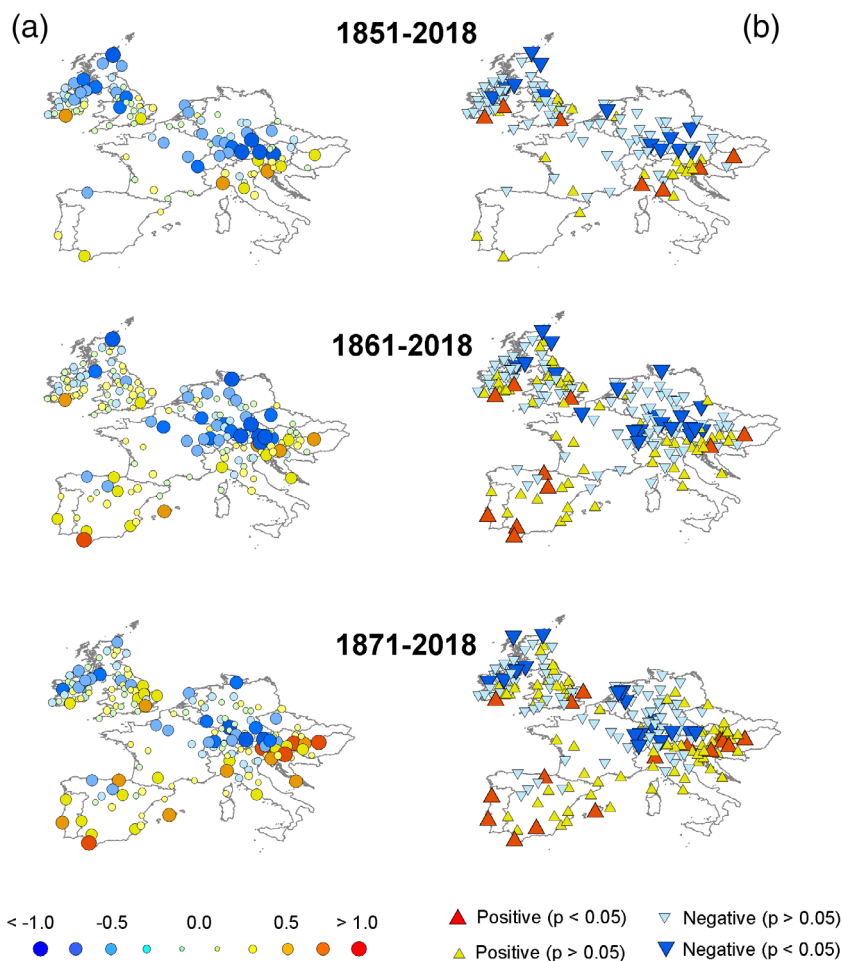 (a) 1851-2018 (b)
1861-2018
1871-2018
< -1.0 -0.5 0.0 0.5 > 1.0
Positive (p < 0.05) Negative (p > 0.05)
Positive (p > 0.05) Negative (p < 0.05)